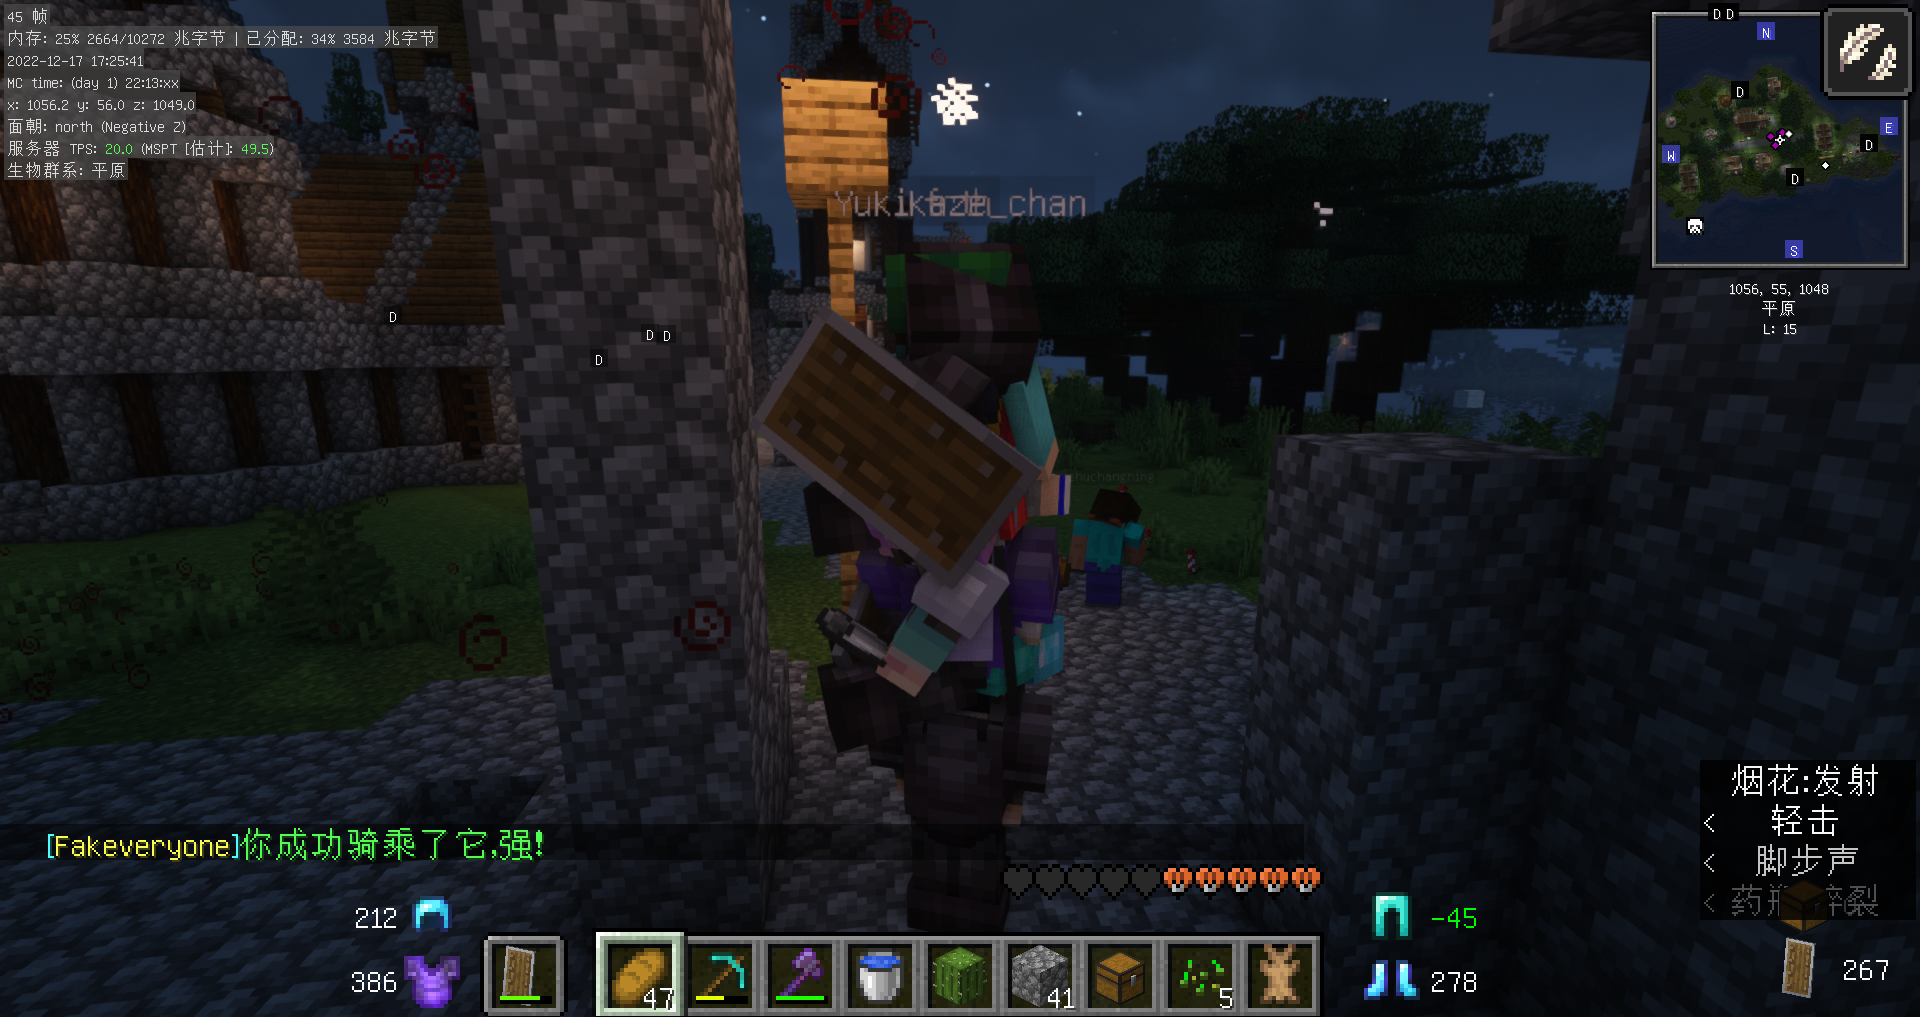 45 帧
内存: 25% 2664/10272 兆字节 | 已分配: 34% 3584 兆字节
2022-12-17 17:25:41
MC time: (day 1) 22:13:xx
x: 1056.2 y: 56.0 z: 1049.0
面朝: north (Negative Z)
服务器 TPS: 20.0 (MSPT [估计]: 49.5)
生物群系: 平原
D D
N
D
E
W
D
D
S
1056, 55, 1048
平原
L: 15
D
D D
D
烟花:发射
< 轻击
< 脚步声
[Fakeveryone]你成功骑乘了它,强!
212
-45
386
47
41
5
278
267